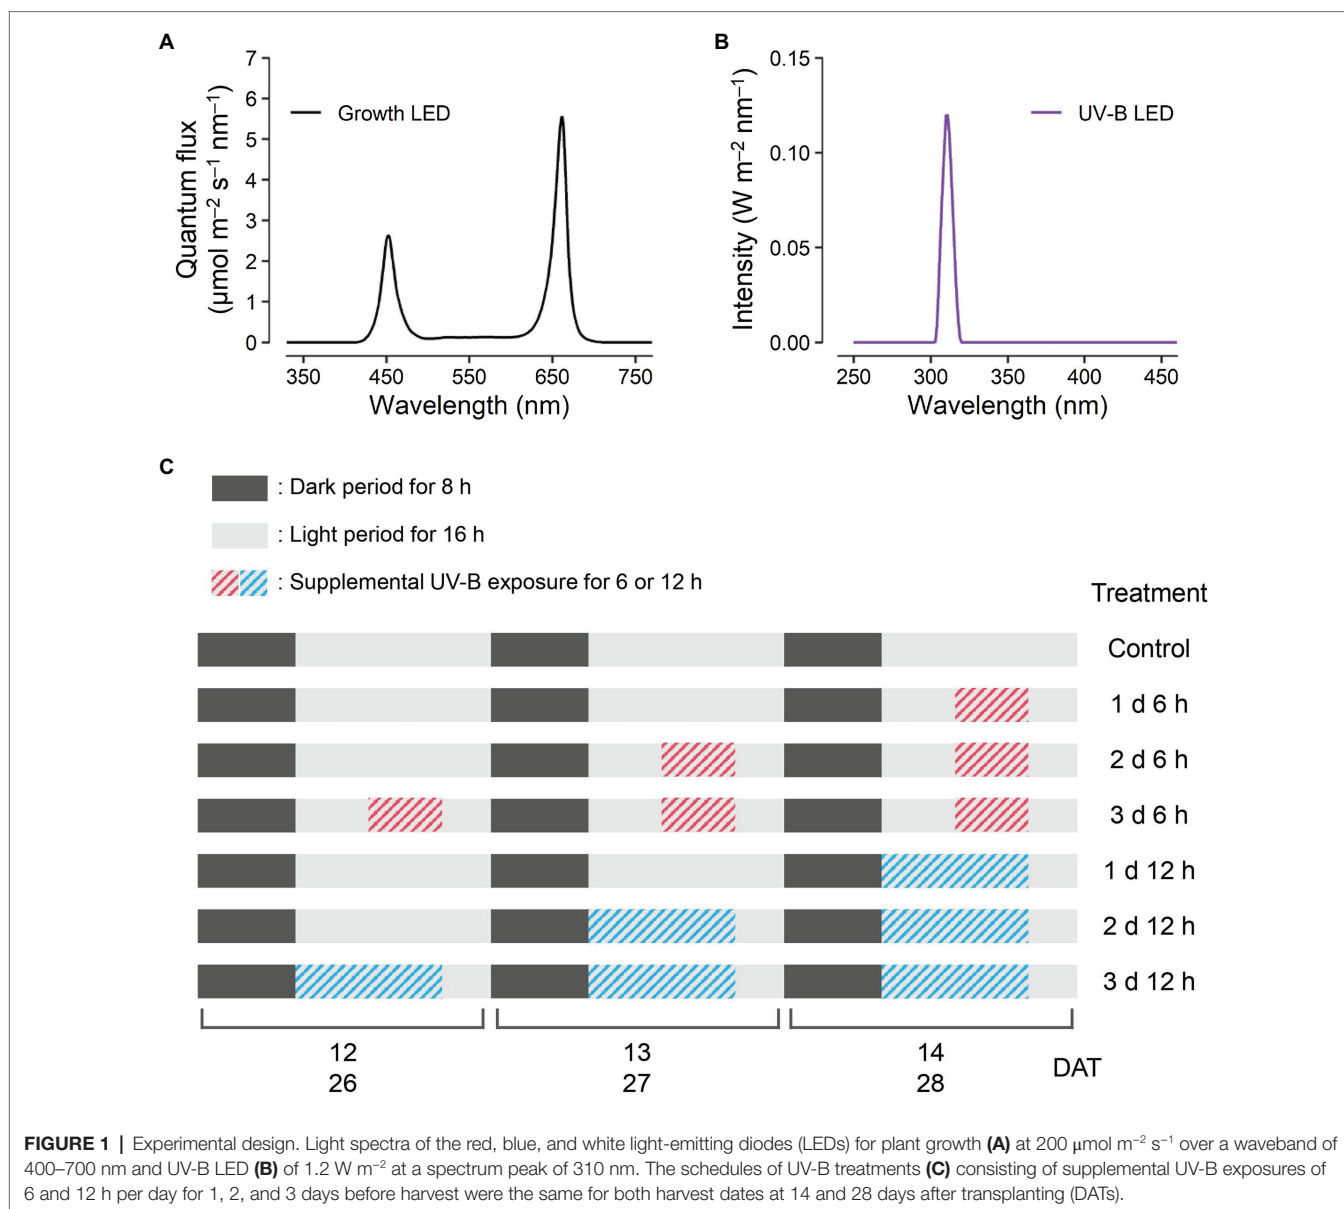 A
7
6
5
4
3
2
1
0
Quantum flux
(μmol m⁻² s⁻¹ nm⁻¹)
Growth LED
350 450 550 650 750
Wavelength (nm)
B
0.15
0.10
0.05
0.00
Intensity (W m⁻² nm⁻¹)
UV-B LED
250 300 350 400 450
Wavelength (nm)
C
: Dark period for 8 h
: Light period for 16 h
: Supplemental UV-B exposure for 6 or 12 h
Treatment
Control
1 d 6 h
2 d 6 h
3 d 6 h
1 d 12 h
2 d 12 h
3 d 12 h
12 13 14
26 27 28
DAT
FIGURE 1 | Experimental design. Light spectra of the red, blue, and white light-emitting diodes (LEDs) for plant growth (A) at 200 μmol m⁻² s⁻¹ over a waveband of
400–700 nm and UV-B LED (B) of 1.2 W m⁻² at a spectrum peak of 310 nm. The schedules of UV-B treatments (C) consisting of supplemental UV-B exposures of
6 and 12 h per day for 1, 2, and 3 days before harvest were the same for both harvest dates at 14 and 28 days after transplanting (DATs).